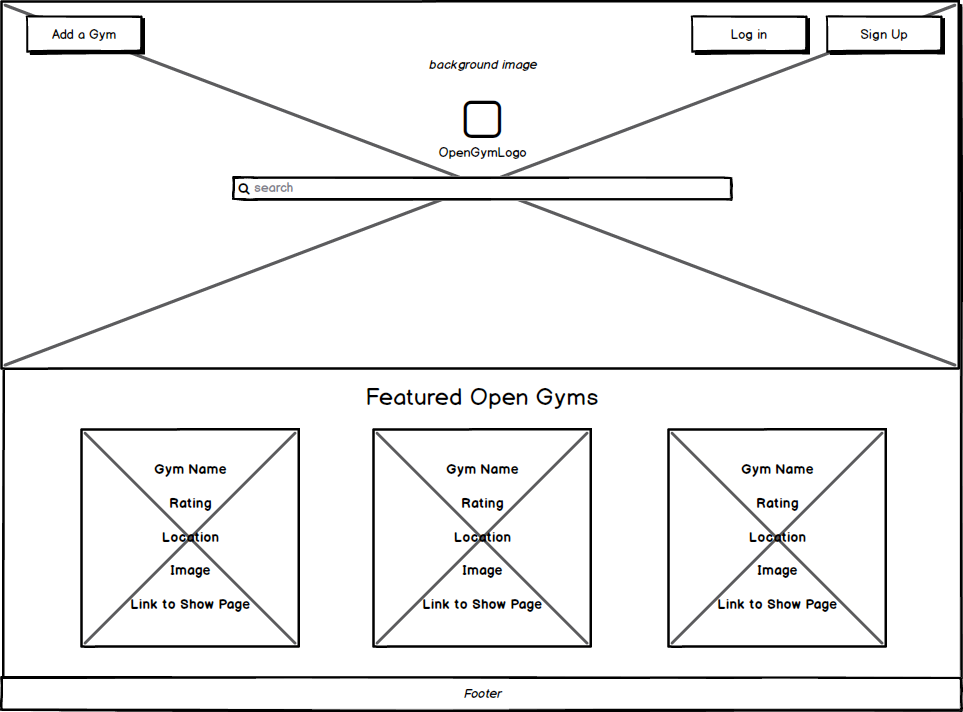 Add a Gym
Log in
Sign Up
background image
OpenGymLogo
search
Featured Open Gyms
Gym Name
Rating
Location
Image
Link to Show Page
Gym Name
Rating
Location
Image
Link to Show Page
Gym Name
Rating
Location
Image
Link to Show Page
Footer